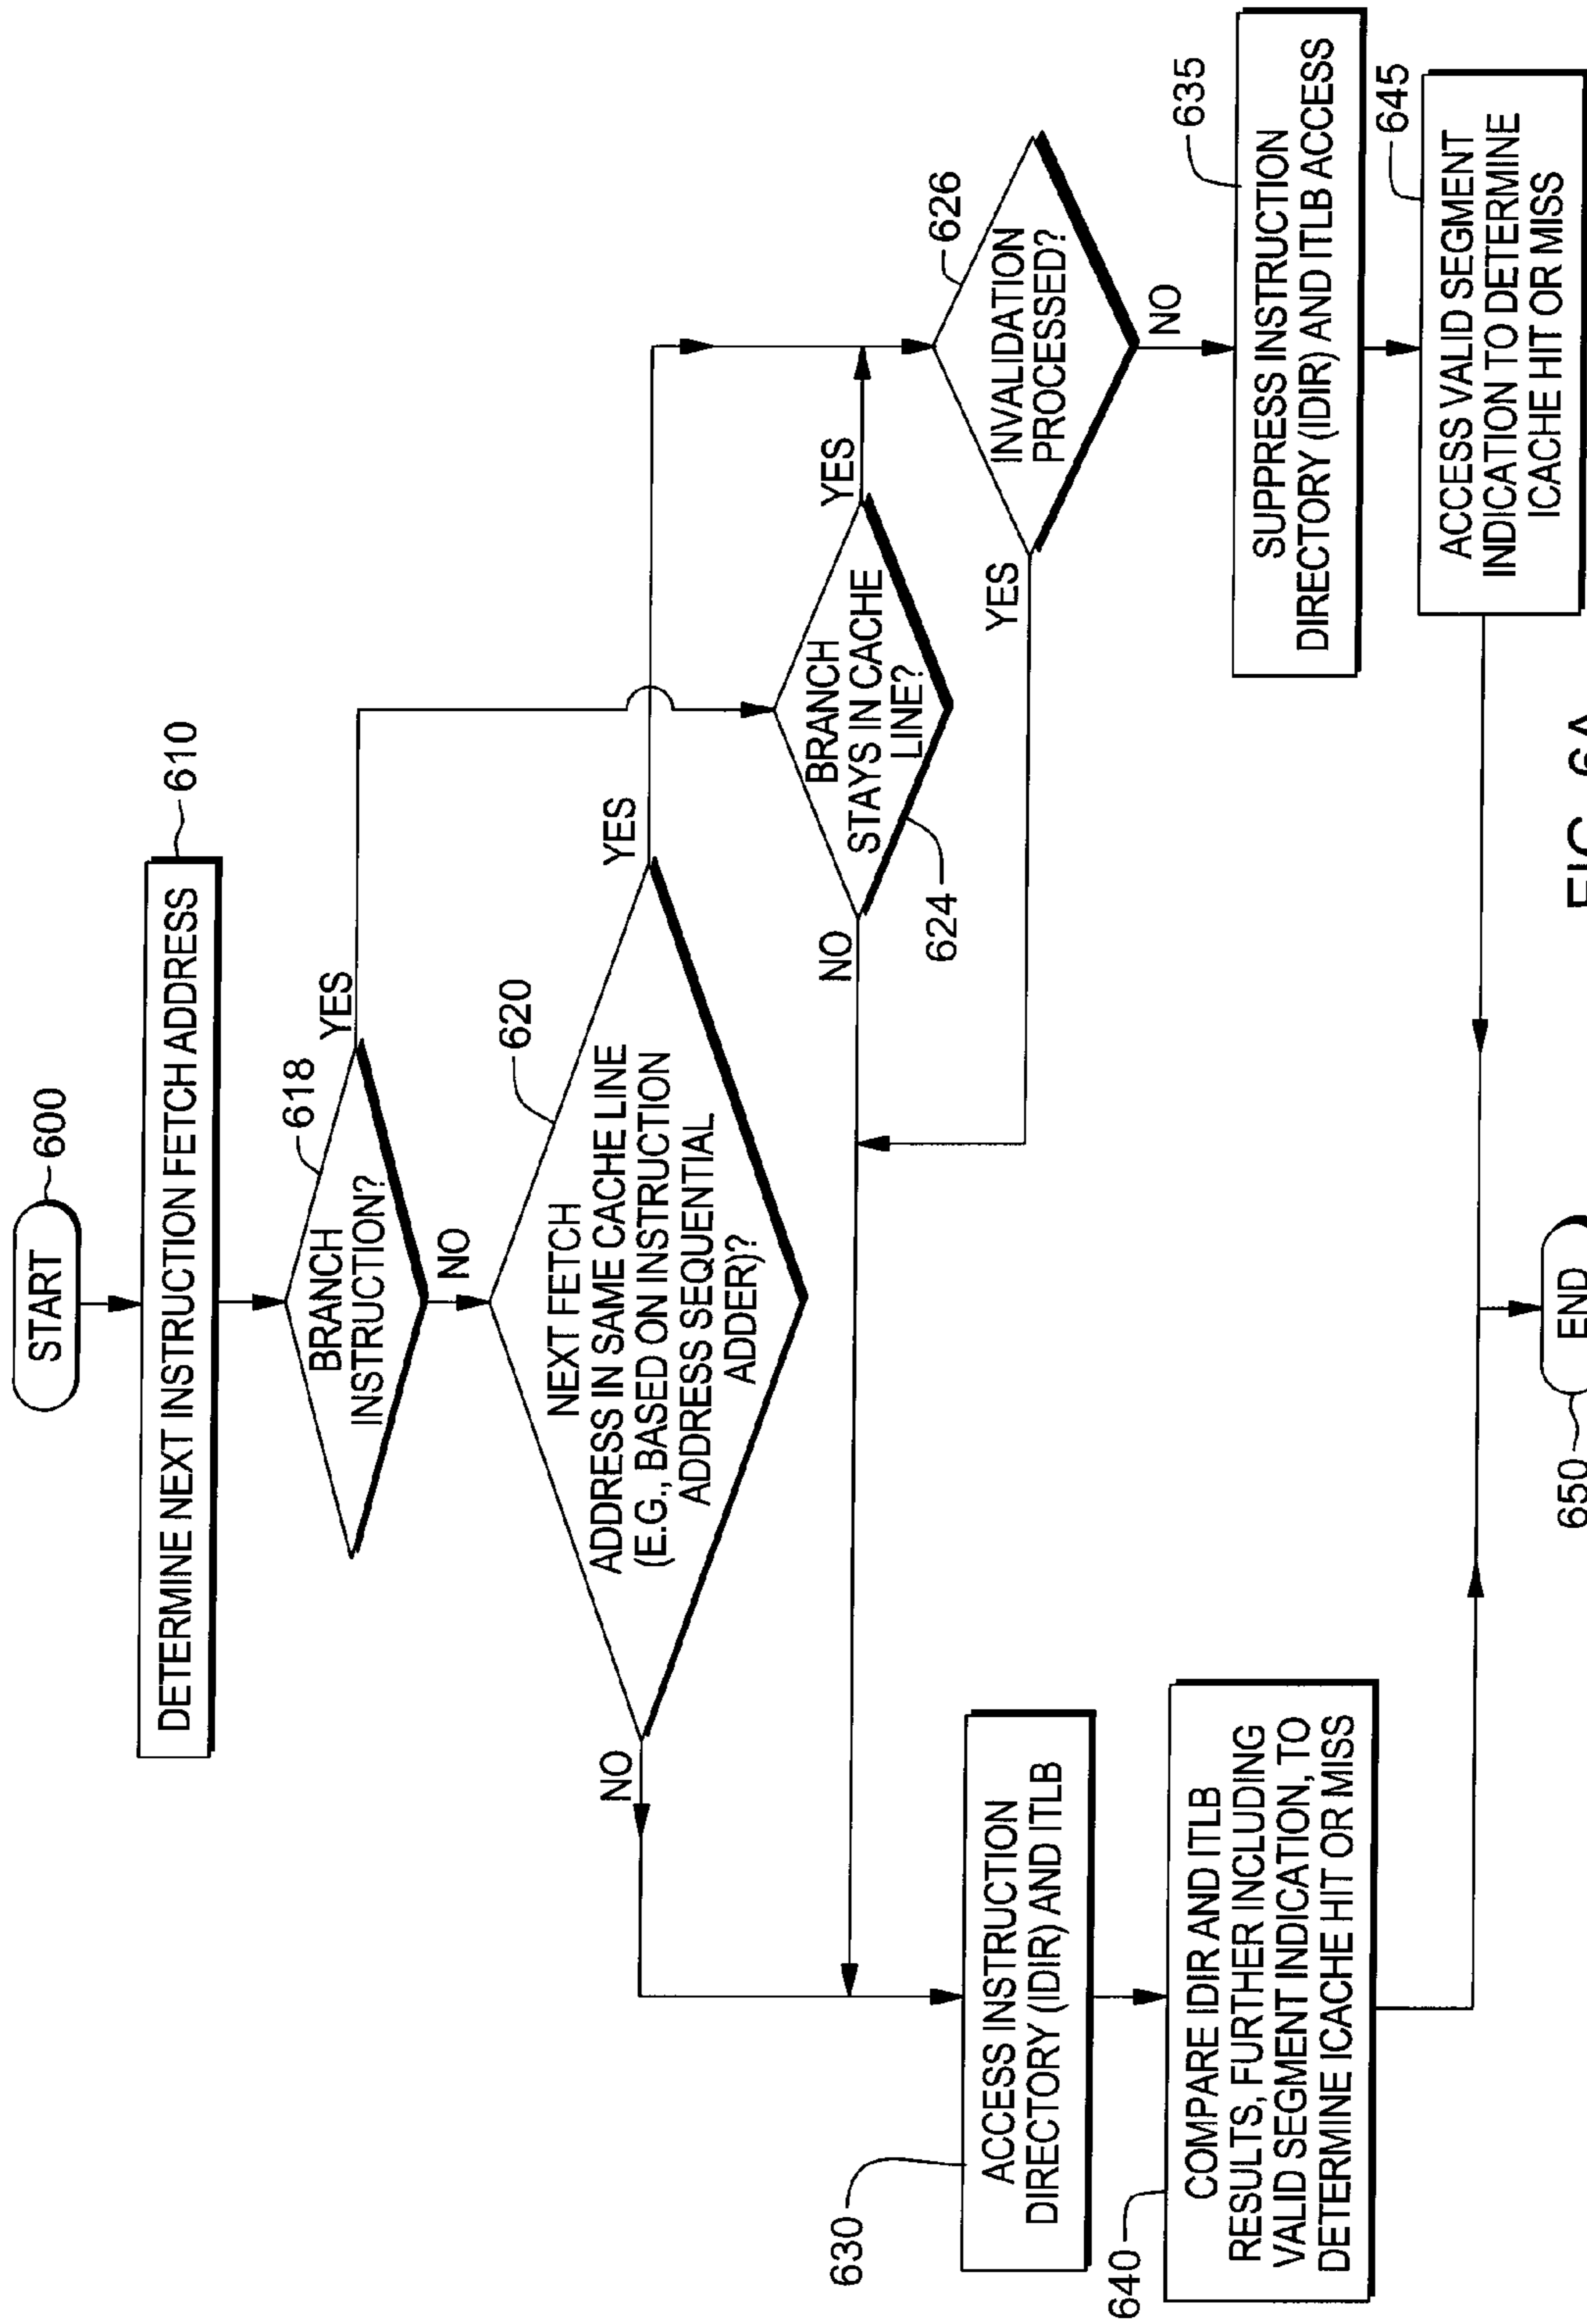 START
600
DETERMINE NEXT INSTRUCTION FETCH ADDRESS
610
BRANCH
INSTRUCTION?
618
YES
NO
NEXT FETCH
ADDRESS IN SAME CACHE LINE
(E.G., BASED ON INSTRUCTION
ADDRESS SEQUENTIAL
ADDER)?
620
YES
NO
BRANCH
STAYS IN CACHE
LINE?
624
YES
NO
INVALIDATION
PROCESSED?
626
YES
NO
ACCESS INSTRUCTION
DIRECTORY (IDIR) AND ITLB
630
SUPPRESS INSTRUCTION
DIRECTORY (IDIR) AND ITLB ACCESS
635
COMPARE IDIR AND ITLB
RESULTS, FURTHER INCLUDING
VALID SEGMENT INDICATION, TO
DETERMINE ICACHE HIT OR MISS
640
ACCESS VALID SEGMENT
INDICATION TO DETERMINE
ICACHE HIT OR MISS
645
END
650
FIG. 6A